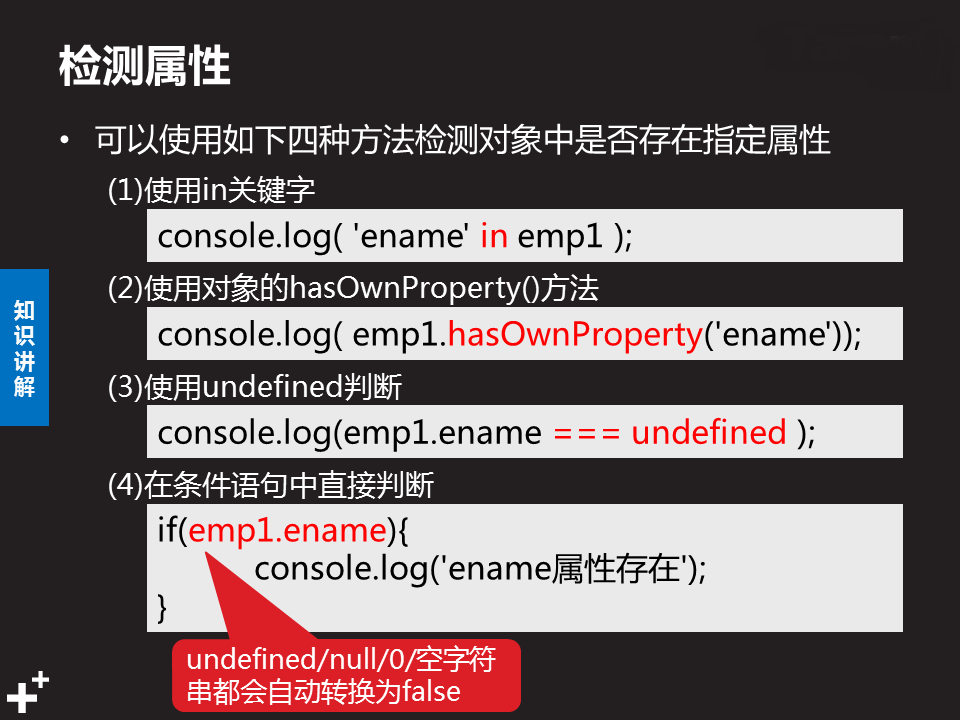 检测属性
• 可以使用如下四种方法检测对象中是否存在指定属性
(1)使用in关键字
console.log( 'ename' in emp1 );
(2)使用对象的hasOwnProperty()方法
console.log( emp1.hasOwnProperty('ename'));
(3)使用undefined判断
console.log(emp1.ename === undefined );
(4)在条件语句中直接判断
if(emp1.ename){
console.log('ename属性存在');
}
undefined/null/0/空字符
串都会自动转换为false
知
识
讲
解